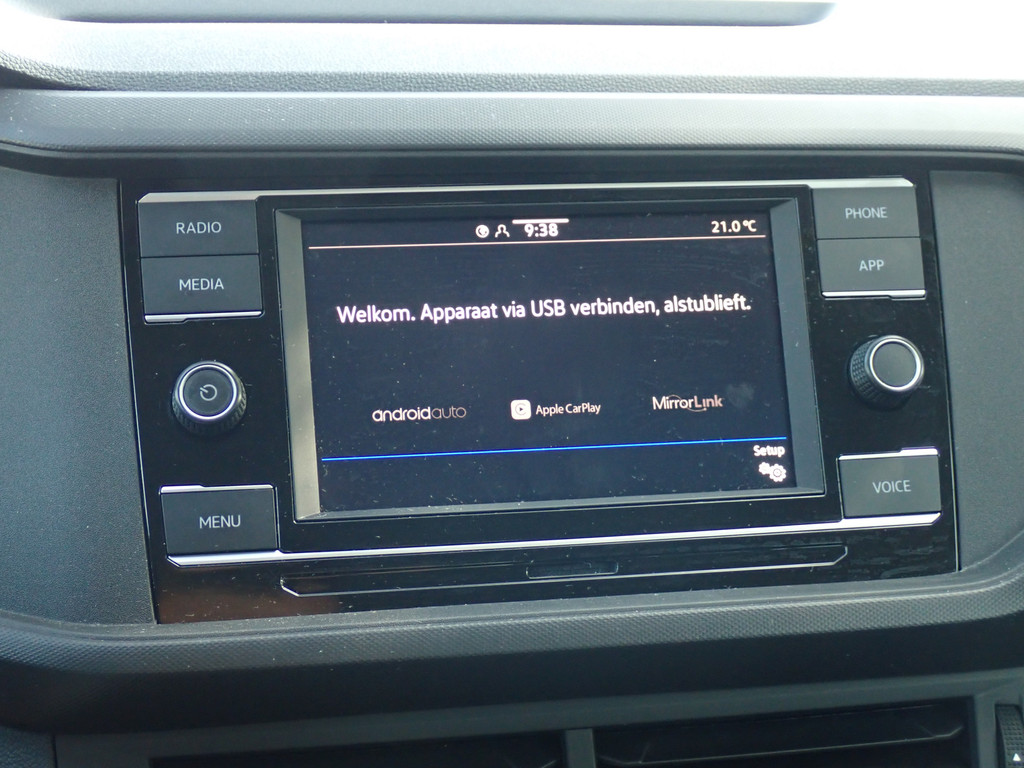 RADIO
MEDIA
MENU
9:38
21.0°C
Welkom. Apparaat via USB verbinden, alstublieft.
androidauto
Apple CarPlay
MirrorLink
Setup
PHONE
APP
VOICE